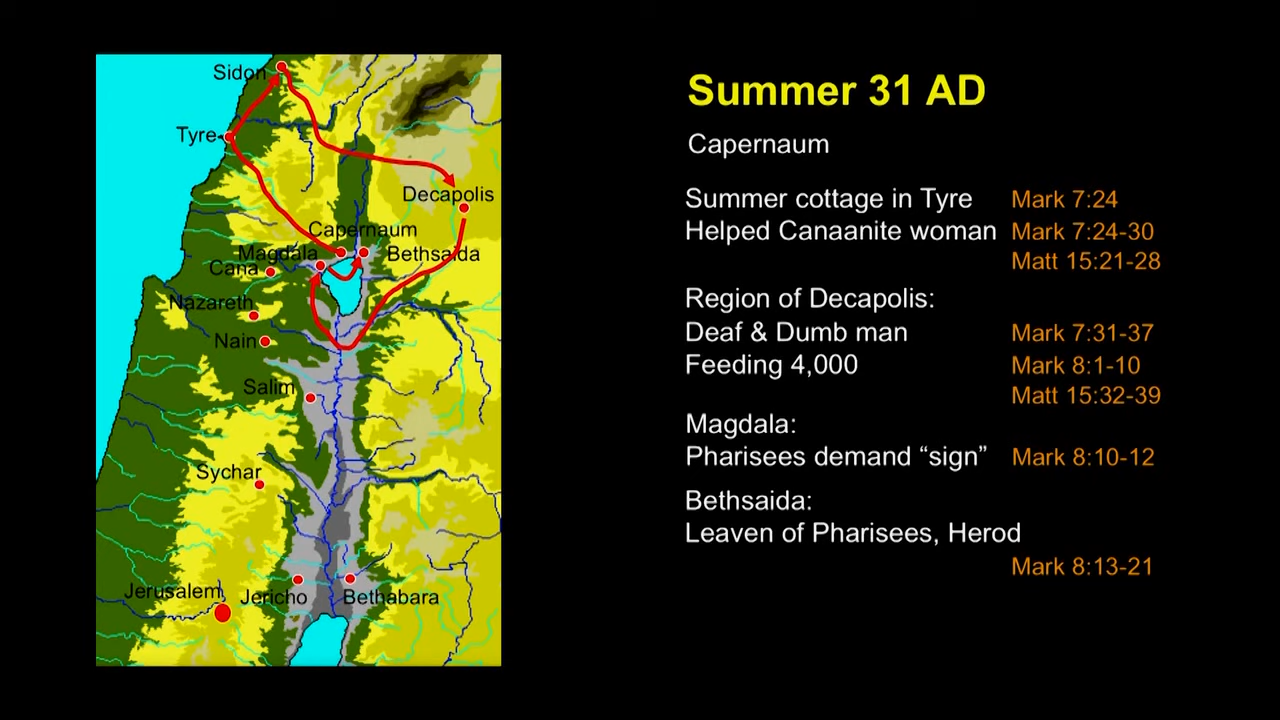 Sidon
Tyre
Decapolis
Capernaum
Magdala
Bethsaida
Cana
Nazareth
Nain
Salim
Sychar
Jerusalem
Jericho
Bethabara
Summer 31 AD
Capernaum
Summer cottage in Tyre Mark 7:24
Helped Canaanite woman Mark 7:24-30
Matt 15:21-28
Region of Decapolis:
Deaf & Dumb man Mark 7:31-37
Feeding 4,000 Mark 8:1-10
Matt 15:32-39
Magdala:
Pharisees demand “sign” Mark 8:10-12
Bethsaida:
Leaven of Pharisees, Herod
Mark 8:13-21